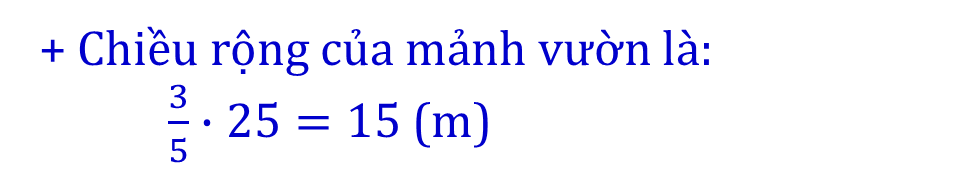 + Chiều rộng của mảnh vườn là:
3/5 · 25 = 15 (m)